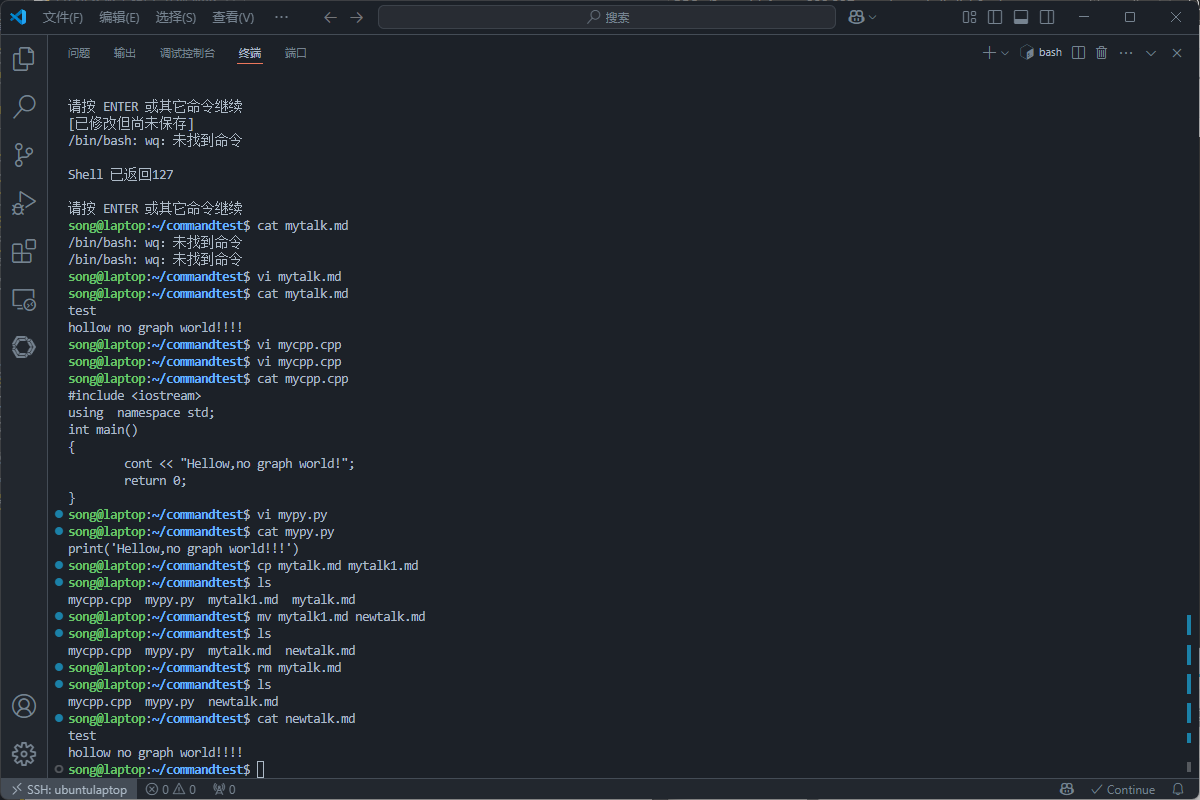 文件(F) 编辑(E) 选择(S) 查看(V) ··· 搜索
问题 输出 调试控制台 终端 端口 bash
请按 ENTER 或其它命令继续
[已修改但尚未保存]
/bin/bash: wq: 未找到命令
Shell 已返回127
请按 ENTER 或其它命令继续
song@laptop:~/commandtest$ cat mytalk.md
/bin/bash: wq: 未找到命令
/bin/bash: wq: 未找到命令
song@laptop:~/commandtest$ vi mytalk.md
song@laptop:~/commandtest$ cat mytalk.md
test
hollow no graph world!!!!
song@laptop:~/commandtest$ vi mycpp.cpp
song@laptop:~/commandtest$ vi mycpp.cpp
song@laptop:~/commandtest$ cat mycpp.cpp
#include <iostream>
using  namespace std;
int main()
{
        cont << "Hellow,no graph world!";
        return 0;
}
song@laptop:~/commandtest$ vi mypy.py
song@laptop:~/commandtest$ cat mypy.py
print('Hellow,no graph world!!!')
song@laptop:~/commandtest$ cp mytalk.md mytalk1.md
song@laptop:~/commandtest$ ls
mycpp.cpp  mypy.py  mytalk1.md  mytalk.md
song@laptop:~/commandtest$ mv mytalk1.md newtalk.md
song@laptop:~/commandtest$ ls
mycpp.cpp  mypy.py  mytalk.md  newtalk.md
song@laptop:~/commandtest$ rm mytalk.md
song@laptop:~/commandtest$ ls
mycpp.cpp  mypy.py  newtalk.md
song@laptop:~/commandtest$ cat newtalk.md
test
hollow no graph world!!!!
song@laptop:~/commandtest$
SSH: ubuntulaptop 0 0 0 Continue